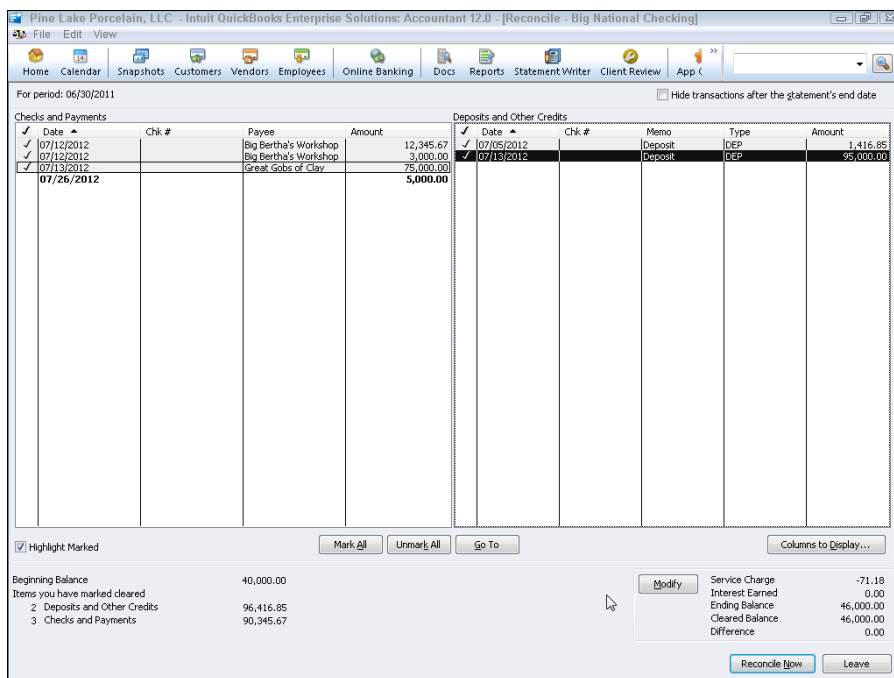 Pine Lake Porcelain, LLC - Intuit QuickBooks Enterprise Solutions: Accountant 12.0 - [Reconcile - Big National Checking]
File Edit View
14
Home Calendar Snapshots Customers Vendors Employees Online Banking Docs Reports Statement Writer Client Review App C »
For period: 06/30/2011 Hide transactions after the statement's end date
Checks and Payments Deposits and Other Credits
✓ Date Chk # Payee Amount ✓ Date Chk # Memo Type Amount
✓ 07/12/2012 Big Bertha's Workshop 12,345.67 ✓ 07/05/2012 Deposit DEP 1,416.85
✓ 07/12/2012 Big Bertha's Workshop 3,000.00 ✓ 07/13/2012 Deposit DEP 95,000.00
✓ 07/13/2012 Great Gobs of Clay 75,000.00
07/26/2012 5,000.00
Highlight Marked Mark All Unmark All Go To Columns to Display...
Beginning Balance 40,000.00 Modify Service Charge -71.18
Items you have marked cleared Interest Earned 0.00
2 Deposits and Other Credits 96,416.85 Ending Balance 46,000.00
3 Checks and Payments 90,345.67 Cleared Balance 46,000.00
Difference 0.00
Reconcile Now Leave